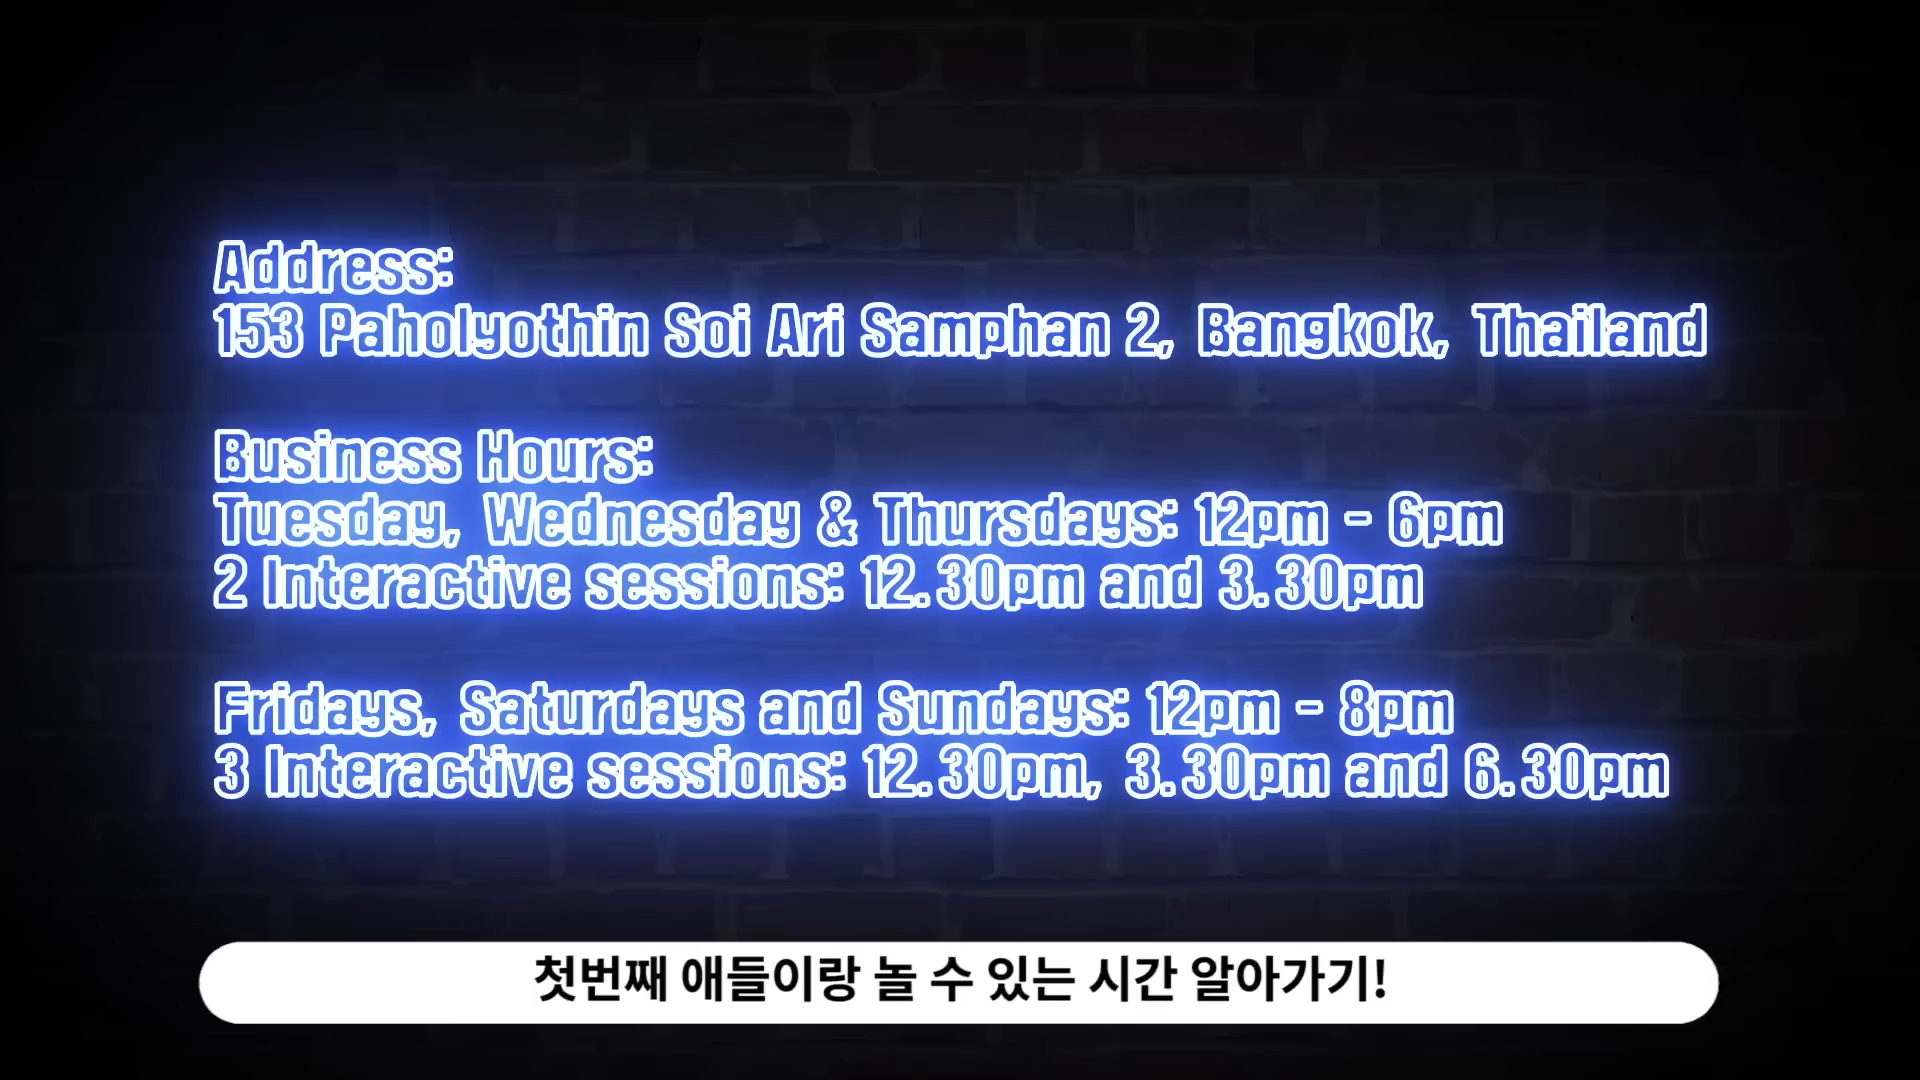 Address:
153 Paholyothin Soi Ari Samphan 2, Bangkok, Thailand
Business Hours:
Tuesday, Wednesday & Thursdays: 12pm - 6pm
2 Interactive sessions: 12.30pm and 3.30pm
Fridays, Saturdays and Sundays: 12pm - 8pm
3 Interactive sessions: 12.30pm, 3.30pm and 6.30pm
첫번째 애들이랑 놀 수 있는 시간 알아가기!